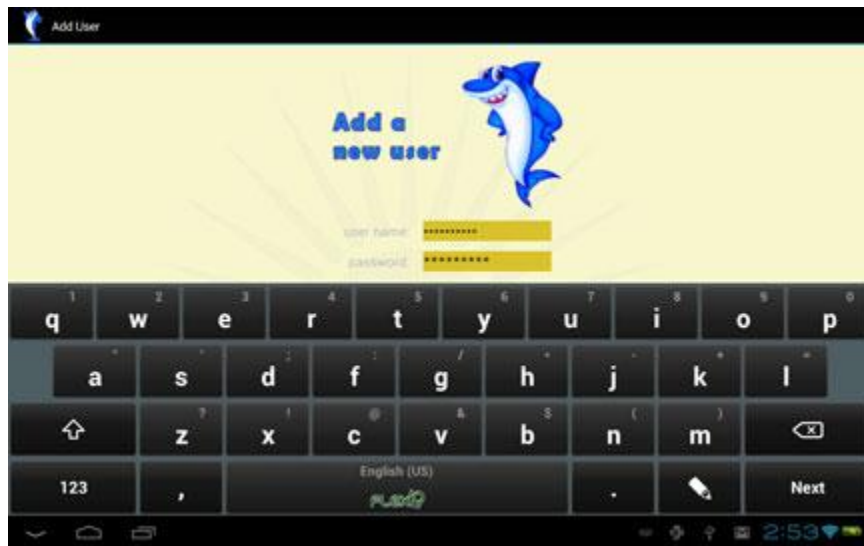 Add User
Add a
new user
user name:
password:
1 2 3 4 5 6 7 8 9 0
q w e r t y u i o p
a s d f g h j k l
? ! @ & $ ( )
z x c v b n m
English (US)
123 , . Next
2:53